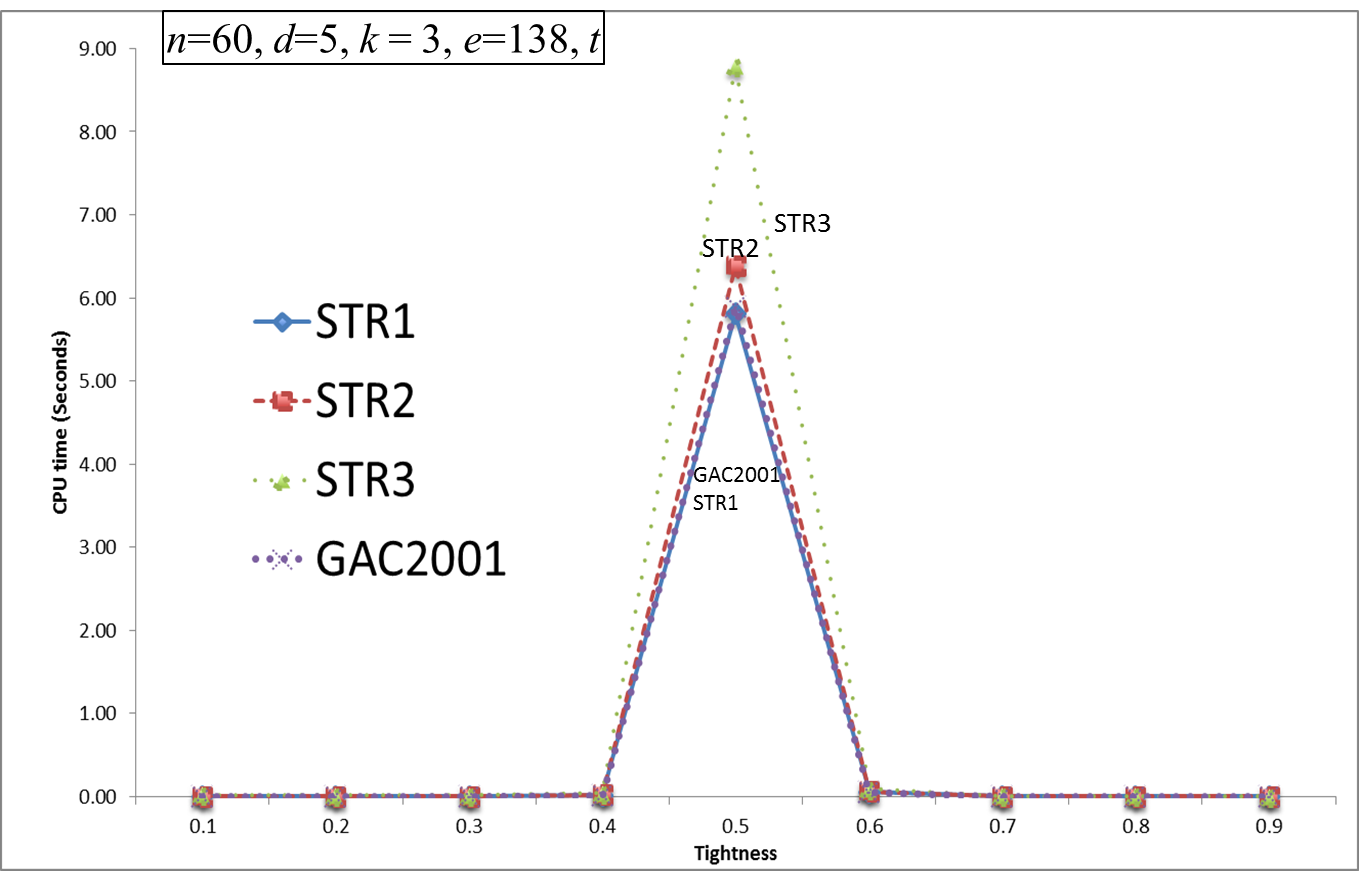 n=60, d=5, k = 3, e=138, t
9.00
8.00
7.00
6.00
5.00
4.00
3.00
2.00
1.00
0.00
CPU time (Seconds)
STR1
STR2
STR3
GAC2001
STR3
STR2
GAC2001
STR1
0.1 0.2 0.3 0.4 0.5 0.6 0.7 0.8 0.9
Tightness